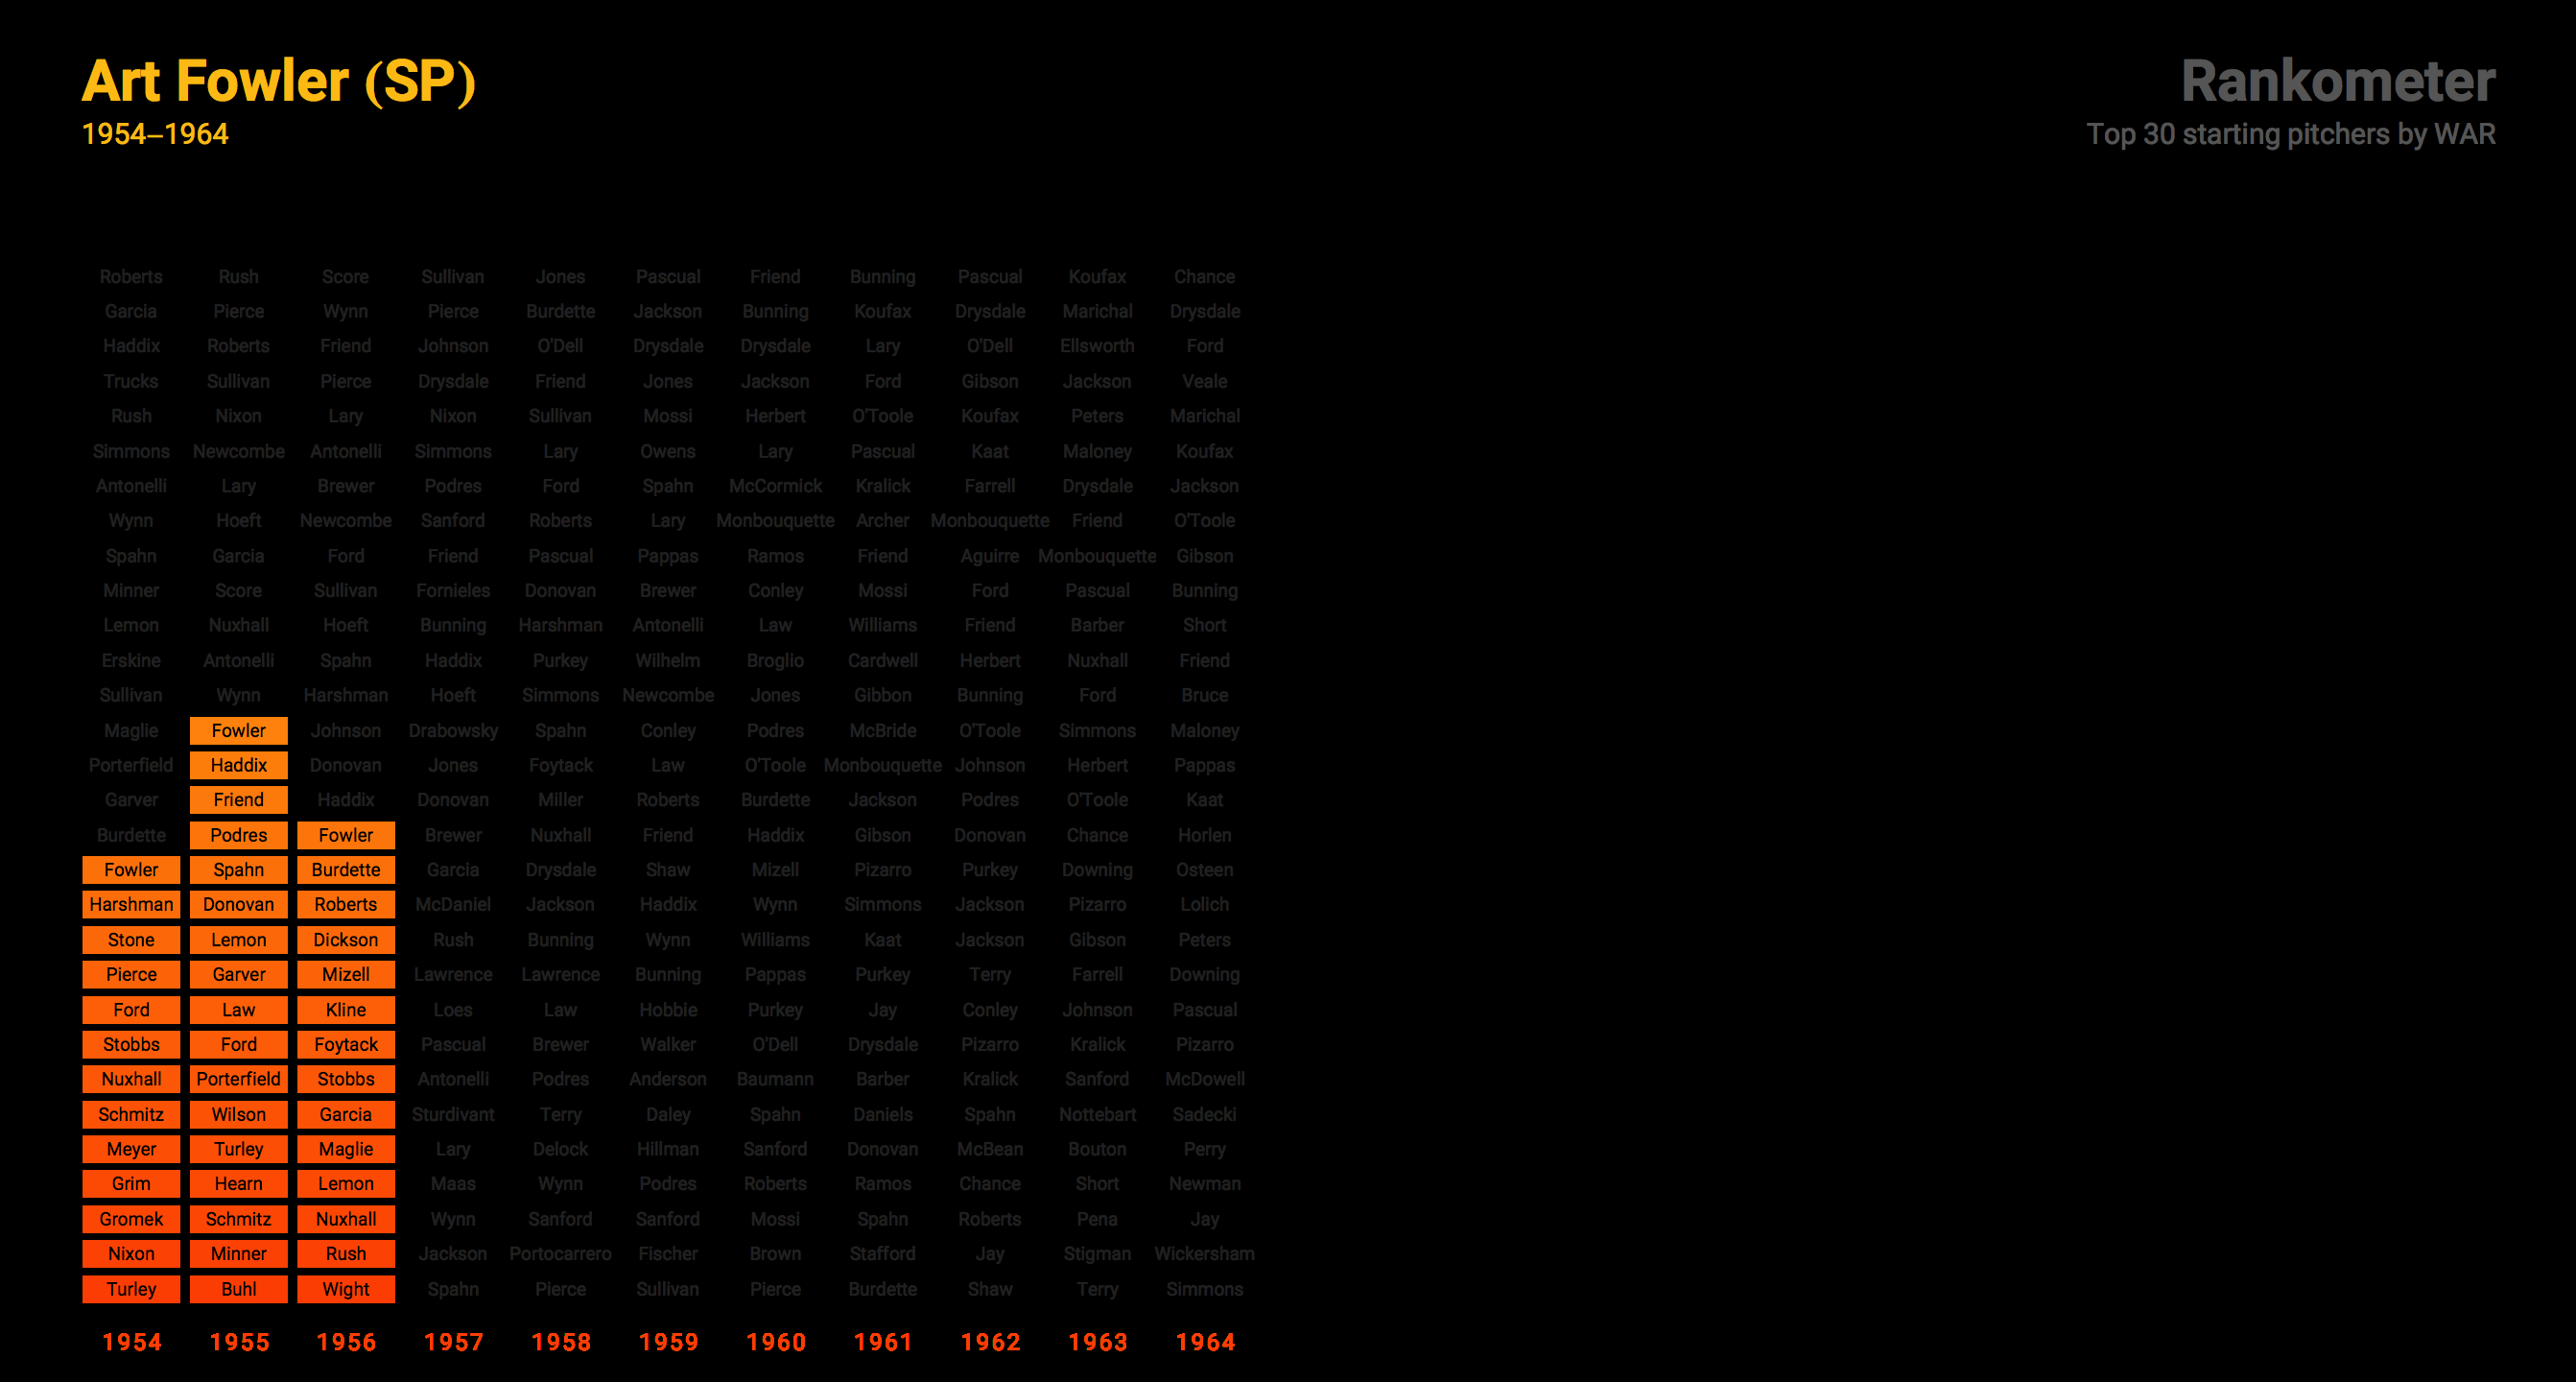 Art Fowler (SP)
1954–1964
Rankometer
Top 30 starting pitchers by WAR
Roberts Rush Score Sullivan Jones Pascual Friend Bunning Pascual Koufax Chance
Garcia Pierce Wynn Pierce Burdette Jackson Bunning Koufax Drysdale Marichal Drysdale
Haddix Roberts Friend Johnson O'Dell Drysdale Drysdale Lary O'Dell Ellsworth Ford
Trucks Sullivan Pierce Drysdale Friend Jones Jackson Ford Gibson Jackson Veale
Rush Nixon Lary Nixon Sullivan Mossi Herbert O'Toole Koufax Peters Marichal
Simmons Newcombe Antonelli Simmons Lary Owens Lary Pascual Kaat Maloney Koufax
Antonelli Lary Brewer Podres Ford Spahn McCormick Kralick Farrell Drysdale Jackson
Wynn Hoeft Newcombe Sanford Roberts Lary Monbouquette Archer Monbouquette Friend O'Toole
Spahn Garcia Ford Friend Pascual Pappas Ramos Friend Aguirre Monbouquette Gibson
Minner Score Sullivan Fornieles Donovan Brewer Conley Mossi Ford Pascual Bunning
Lemon Nuxhall Hoeft Bunning Harshman Antonelli Law Williams Friend Barber Short
Erskine Antonelli Spahn Haddix Purkey Wilhelm Broglio Cardwell Herbert Nuxhall Friend
Sullivan Wynn Harshman Hoeft Simmons Newcombe Jones Gibbon Bunning Ford Bruce
Maglie Fowler Johnson Drabowsky Spahn Conley Podres McBride O'Toole Simmons Maloney
Porterfield Haddix Donovan Jones Foytack Law O'Toole Monbouquette Johnson Herbert Pappas
Garver Friend Haddix Donovan Miller Roberts Burdette Jackson Podres O'Toole Kaat
Burdette Podres Fowler Brewer Nuxhall Friend Haddix Gibson Donovan Chance Horlen
Fowler Spahn Burdette Garcia Drysdale Shaw Mizell Pizarro Purkey Downing Osteen
Harshman Donovan Roberts McDaniel Jackson Haddix Wynn Simmons Jackson Pizarro Lolich
Stone Lemon Dickson Rush Bunning Wynn Williams Kaat Jackson Gibson Peters
Pierce Garver Mizell Lawrence Lawrence Bunning Pappas Purkey Terry Farrell Downing
Ford Law Kline Loes Law Hobbie Purkey Jay Conley Johnson Pascual
Stobbs Ford Foytack Pascual Brewer Walker O'Dell Drysdale Pizarro Kralick Pizarro
Nuxhall Porterfield Stobbs Antonelli Podres Anderson Baumann Barber Kralick Sanford McDowell
Schmitz Wilson Garcia Sturdivant Terry Daley Spahn Daniels Spahn Nottebart Sadecki
Meyer Turley Maglie Lary Delock Hillman Sanford Donovan McBean Bouton Perry
Grim Hearn Lemon Maas Wynn Podres Roberts Ramos Chance Short Newman
Gromek Schmitz Nuxhall Wynn Sanford Sanford Mossi Spahn Roberts Pena Jay
Nixon Minner Rush Jackson Portocarrero Fischer Brown Stafford Jay Stigman Wickersham
Turley Buhl Wight Spahn Pierce Sullivan Pierce Burdette Shaw Terry Simmons
1954 1955 1956 1957 1958 1959 1960 1961 1962 1963 1964